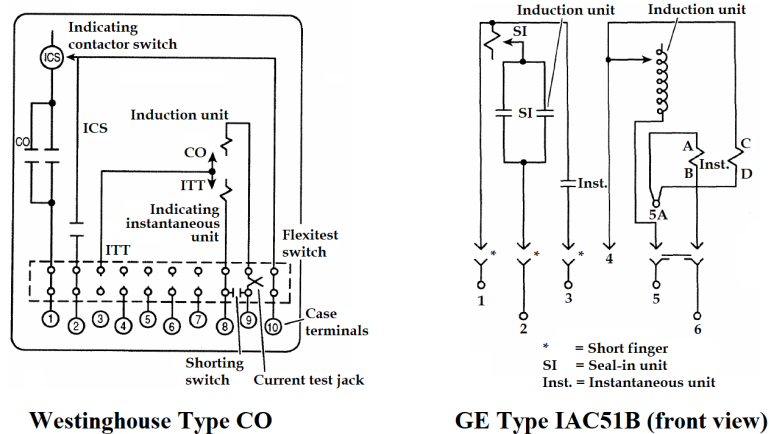 Indicating
contactor switch
ICS
CO
ICS
Induction unit
CO
ITT
Indicating
instantaneous
unit
Flexitest
switch
ITT
1 2 3 4 5 6 7 8 9 10
Case
terminals
Shorting
switch
Current test jack
Westinghouse Type CO
Induction unit
Induction unit
SI
SI
A
B
Inst.
C
D
Inst.
5A
* * *
4
1
2
3
5
6
* = Short finger
SI = Seal-in unit
Inst. = Instantaneous unit
GE Type IAC51B (front view)